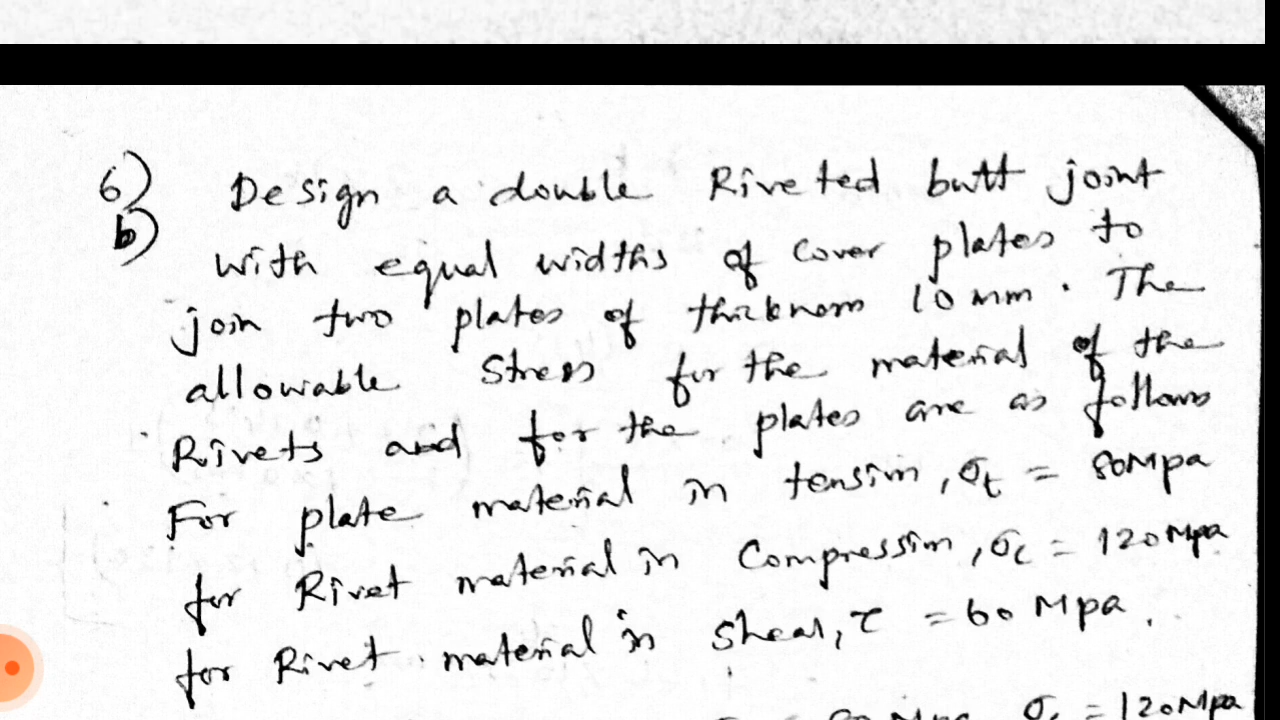 6)
b)
Design a double Riveted butt joint
with equal widths of cover plates to
join two plates of thickness 10 mm. The
allowable stress for the material of the
Rivets and for the plates are as follows
For plate material in tension, σt = 80Mpa
for Rivet material in Compression, σc = 120Mpa
for Rivet material in shear, τ = 60 Mpa.
σc = 120Mpa